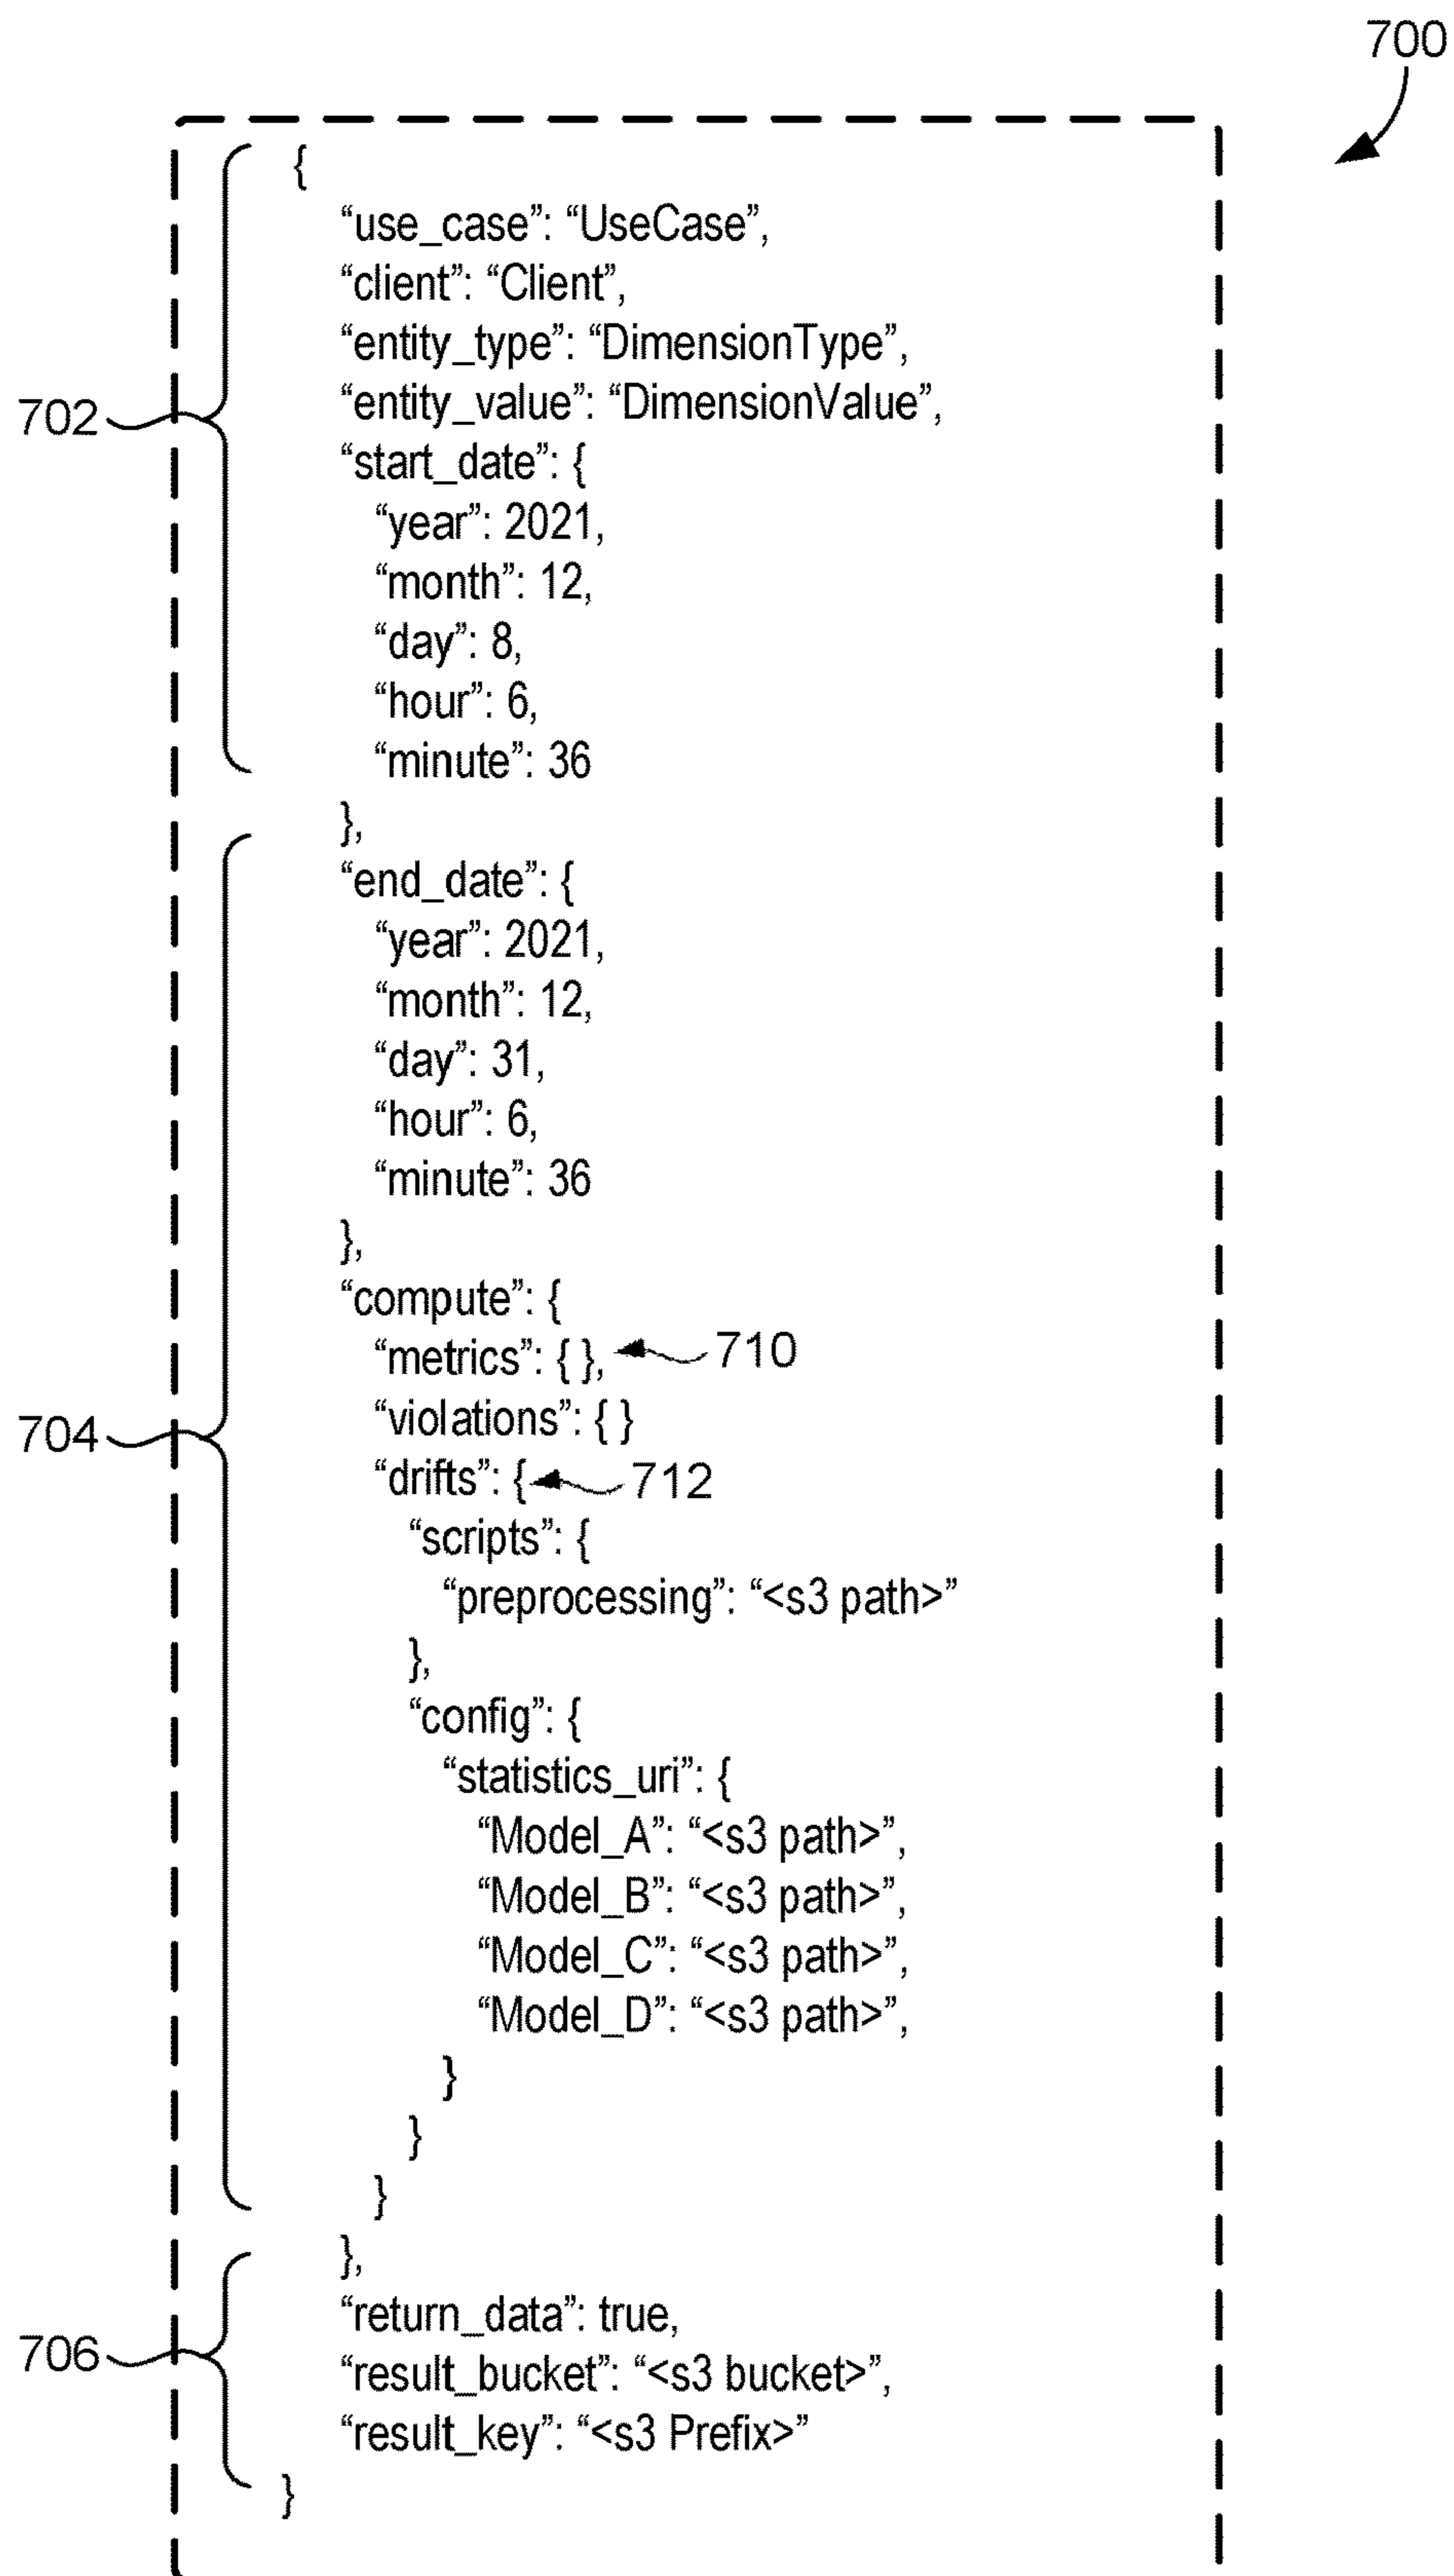 700
{
“use_case”: “UseCase”,
“client”: “Client”,
“entity_type”: “DimensionType”,
“entity_value”: “DimensionValue”,
702
“start_date”: {
“year”: 2021,
“month”: 12,
“day”: 8,
“hour”: 6,
“minute”: 36
},
“end_date”: {
“year”: 2021,
“month”: 12,
“day”: 31,
“hour”: 6,
“minute”: 36
},
“compute”: {
“metrics”: { }, 710
“violations”: { }
704
“drifts”: { 712
“scripts”: {
“preprocessing”: “<s3 path>”
},
“config”: {
“statistics_uri”: {
“Model_A”: “<s3 path>”,
“Model_B”: “<s3 path>”,
“Model_C”: “<s3 path>”,
“Model_D”: “<s3 path>”,
}
}
}
},
“return_data”: true,
706
“result_bucket”: “<s3 bucket>”,
“result_key”: “<s3 Prefix>”
}